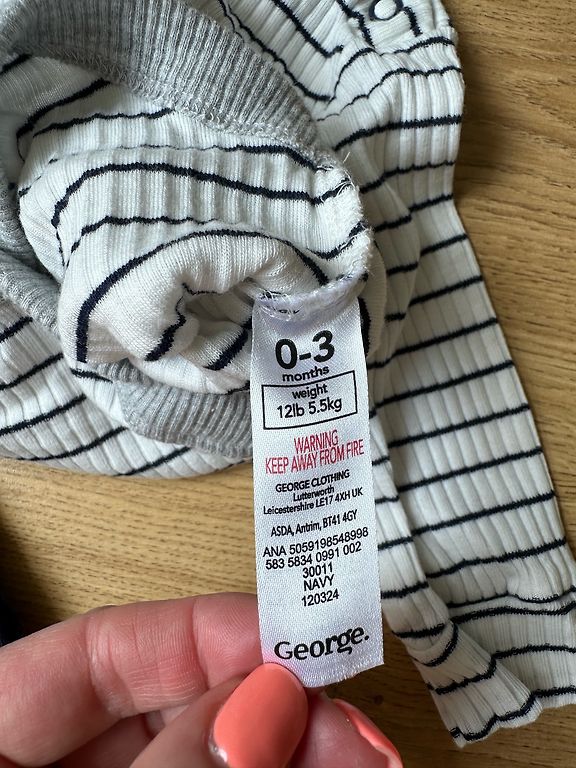 0-3
months
weight
12lb 5.5kg
WARNING
KEEP AWAY FROM FIRE
GEORGE CLOTHING
Lutterworth
Leicestershire LE17 4XH UK
ASDA, Antrim, BT41 4GY
ANA 5059198548998
583 5834 0991 002
30011
NAVY
120324
George.